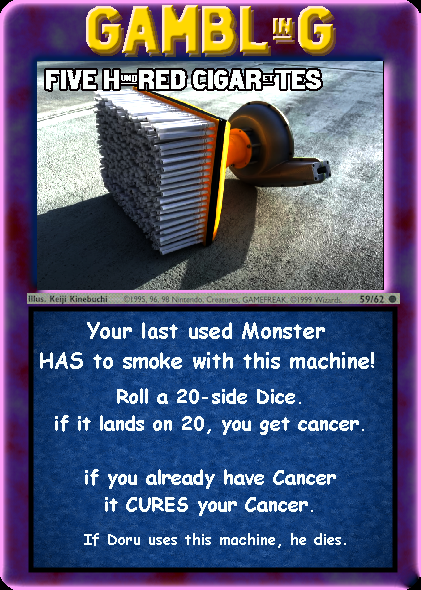 GAMBLING
FIVE HUNDRED CIGARETTES
Illus. Keiji Kinebuchi ©1995, 96, 98 Nintendo, Creatures, GAMEFREAK. ©1999 Wizards. 59/62 ●
Your last used Monster
HAS to smoke with this machine!
Roll a 20-side Dice.
if it lands on 20, you get cancer.
if you already have Cancer
it CURES your Cancer.
If Doru uses this machine, he dies.